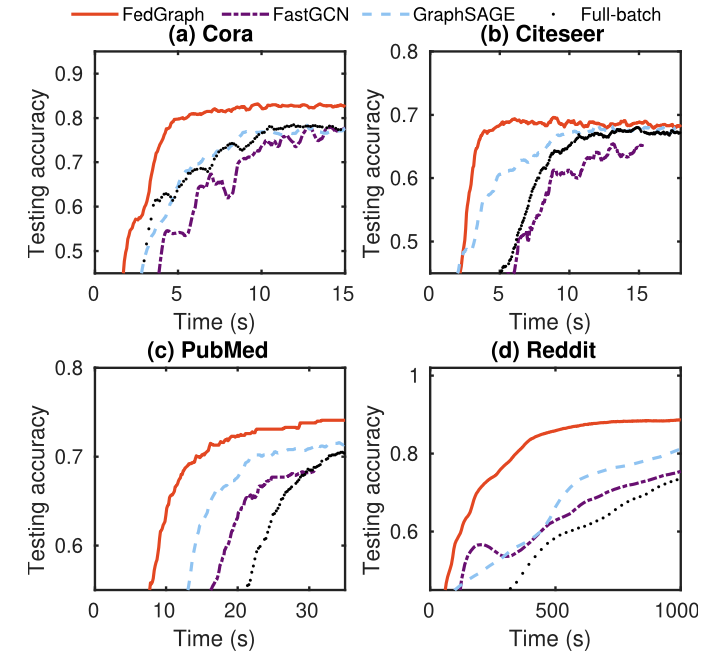 FedGraph FastGCN GraphSAGE Full-batch
(a) Cora (b) Citeseer
0.9
0.8
0.7
0.6
0.5
Testing accuracy
0 5 10 15
Time (s)
0.8
0.7
0.6
0.5
Testing accuracy
0 5 10 15
Time (s)
(c) PubMed (d) Reddit
0.8
0.7
0.6
Testing accuracy
0 10 20 30
Time (s)
1
0.8
0.6
Testing accuracy
0 500 1000
Time (s)